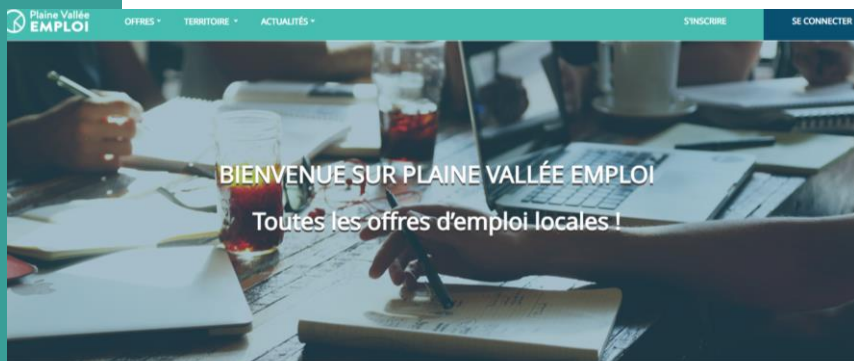 Plaine Vallée
EMPLOI
OFFRES
TERRITOIRE
ACTUALITÉS
S'INSCRIRE
SE CONNECTER
BIENVENUE SUR PLAINE VALLÉE EMPLOI
Toutes les offres d'emploi locales !